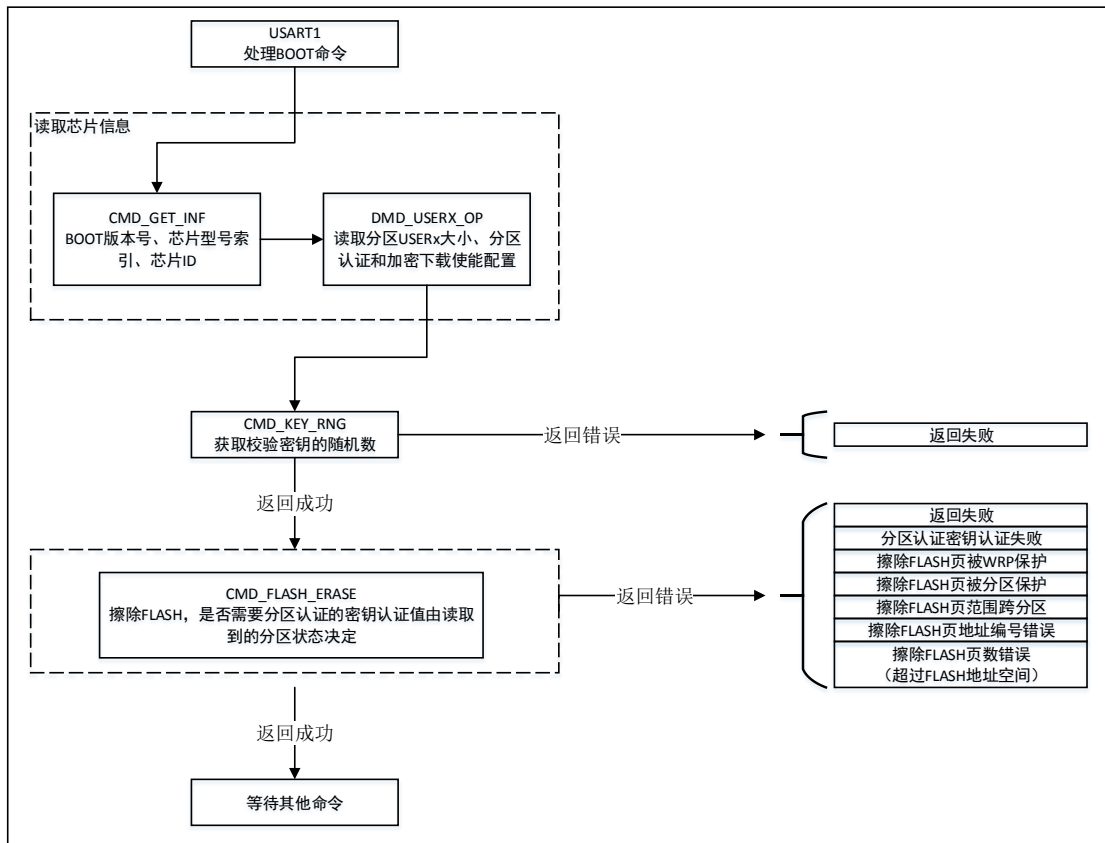 USART1
处理BOOT命令
读取芯片信息
CMD_GET_INF
BOOT版本号、芯片型号索
引、芯片ID
DMD_USERX_OP
读取分区USERx大小、分区
认证和加密下载使能配置
CMD_KEY_RNG
获取校验密钥的随机数
返回错误
返回失败
返回成功
CMD_FLASH_ERASE
擦除FLASH，是否需要分区认证的密钥认证值由读取
到的分区状态决定
返回错误
返回失败
分区认证密钥认证失败
擦除FLASH页被WRP保护
擦除FLASH页被分区保护
擦除FLASH页范围跨分区
擦除FLASH页地址编号错误
擦除FLASH页数错误
（超过FLASH地址空间）
返回成功
等待其他命令